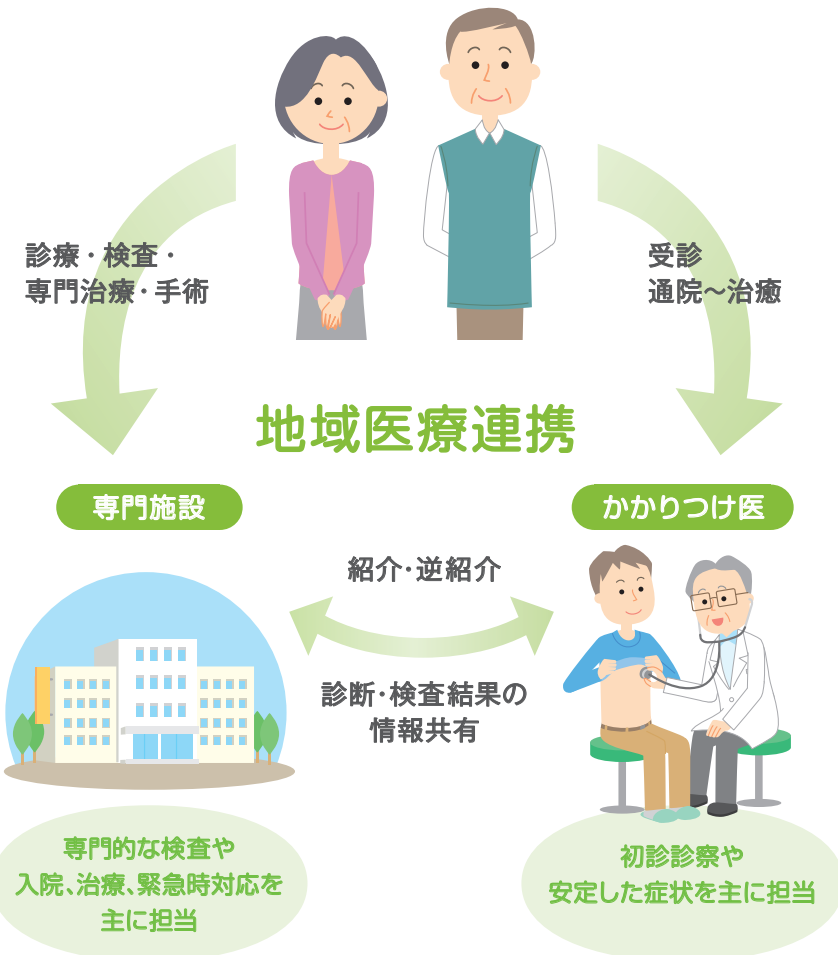 診療・検査・
専門治療・手術
受診
通院～治癒
地域医療連携
専門施設
かかりつけ医
紹介・逆紹介
診断・検査結果の
情報共有
専門的な検査や
入院、治療、緊急時対応を
主に担当
初診診察や
安定した症状を主に担当